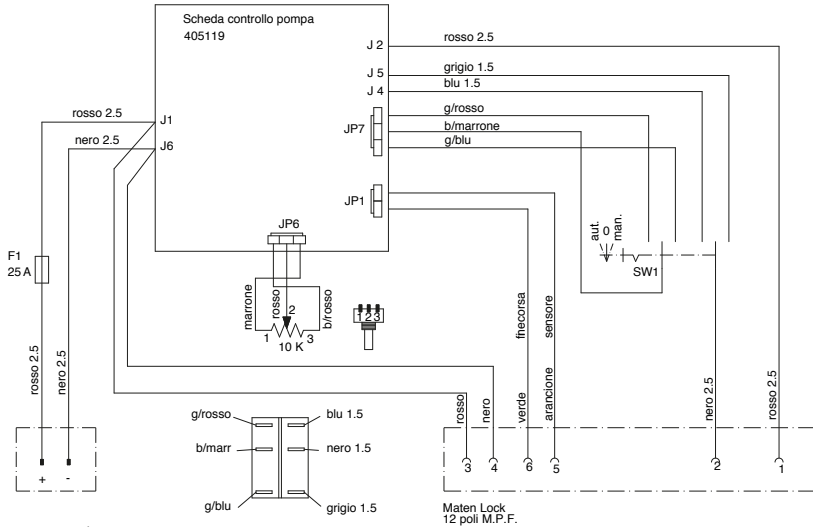 Scheda controllo pompa
405119
J 2
rosso 2.5
J 5
grigio 1.5
J 4
blu 1.5
g/rosso
JP7
b/marrone
g/blu
rosso 2.5
J1
nero 2.5
J6
JP1
JP6
F1
25 A
marrone
rosso
2
b/rosso
1
10 K
3
1 2 3
aut.
0
man.
SW1
fnecorsa
sensore
rosso 2.5
nero 2.5
rosso
nero
verde
arancione
nero 2.5
rosso 2.5
g/rosso
blu 1.5
b/marr
nero 1.5
g/blu
grigio 1.5
+
-
3
4
6
5
2
1
Maten Lock
12 poli M.P.F.